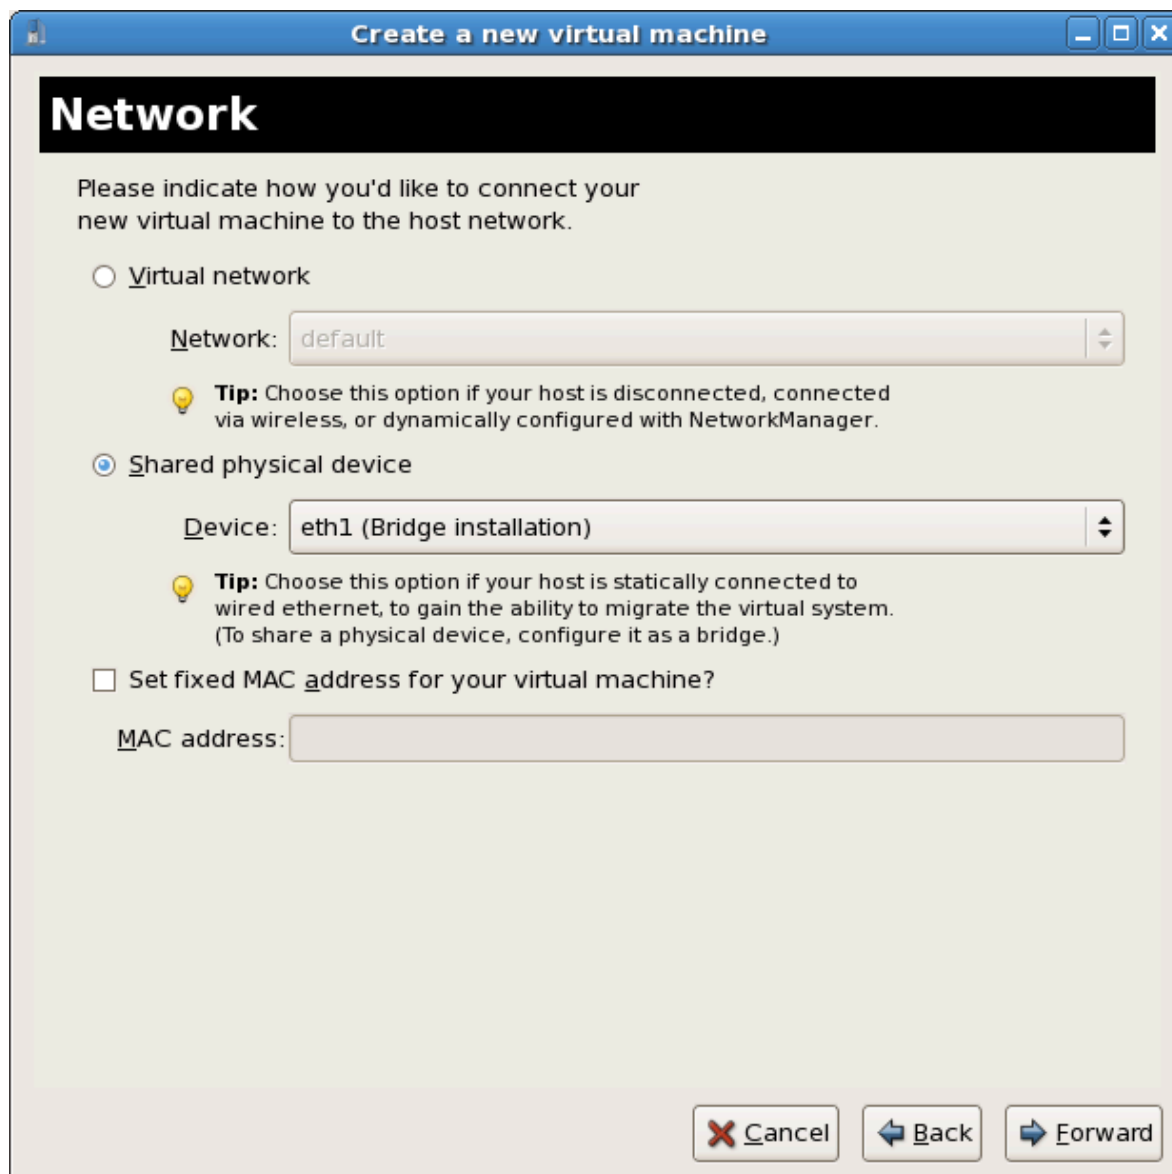 Create a new virtual machine
Network
Please indicate how you'd like to connect your
new virtual machine to the host network.
Virtual network
Network: default
Tip: Choose this option if your host is disconnected, connected
via wireless, or dynamically configured with NetworkManager.
Shared physical device
Device: eth1 (Bridge installation)
Tip: Choose this option if your host is statically connected to
wired ethernet, to gain the ability to migrate the virtual system.
(To share a physical device, configure it as a bridge.)
Set fixed MAC address for your virtual machine?
MAC address:
Cancel Back Forward